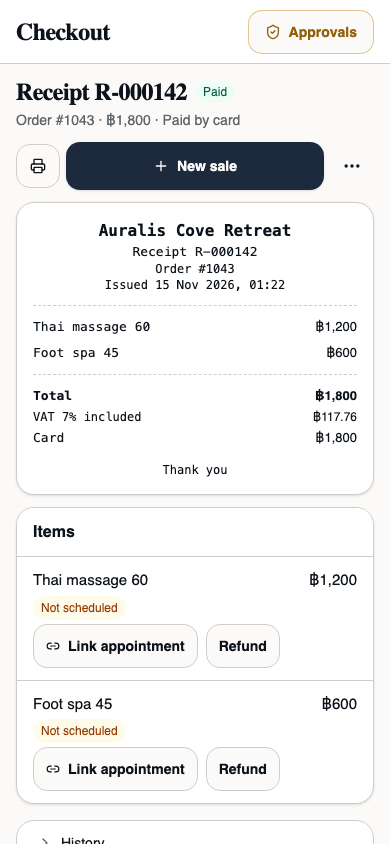 Checkout
Approvals
Receipt R-000142 Paid
Order #1043 · ฿1,800 · Paid by card
New sale
Auralis Cove Retreat
Receipt R-000142
Order #1043
Issued 15 Nov 2026, 01:22
Thai massage 60 ฿1,200
Foot spa 45 ฿600
Total ฿1,800
VAT 7% included ฿117.76
Card ฿1,800
Thank you
Items
Thai massage 60 ฿1,200
Not scheduled
Link appointment Refund
Foot spa 45 ฿600
Not scheduled
Link appointment Refund
History